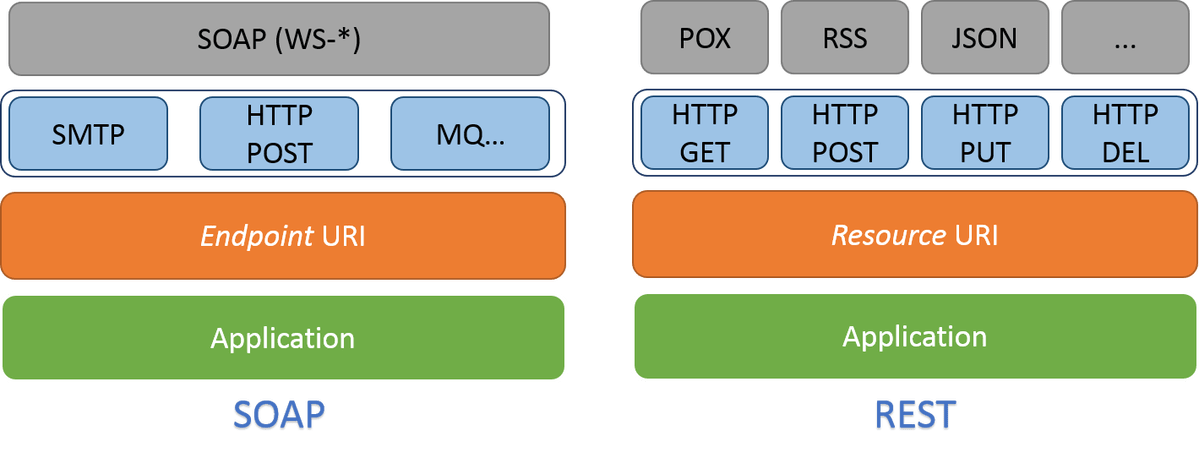 SOAP (WS-*)
SMTP
HTTP
POST
MQ...
Endpoint URI
Application
SOAP
POX
RSS
JSON
...
HTTP
GET
HTTP
POST
HTTP
PUT
HTTP
DEL
Resource URI
Application
REST